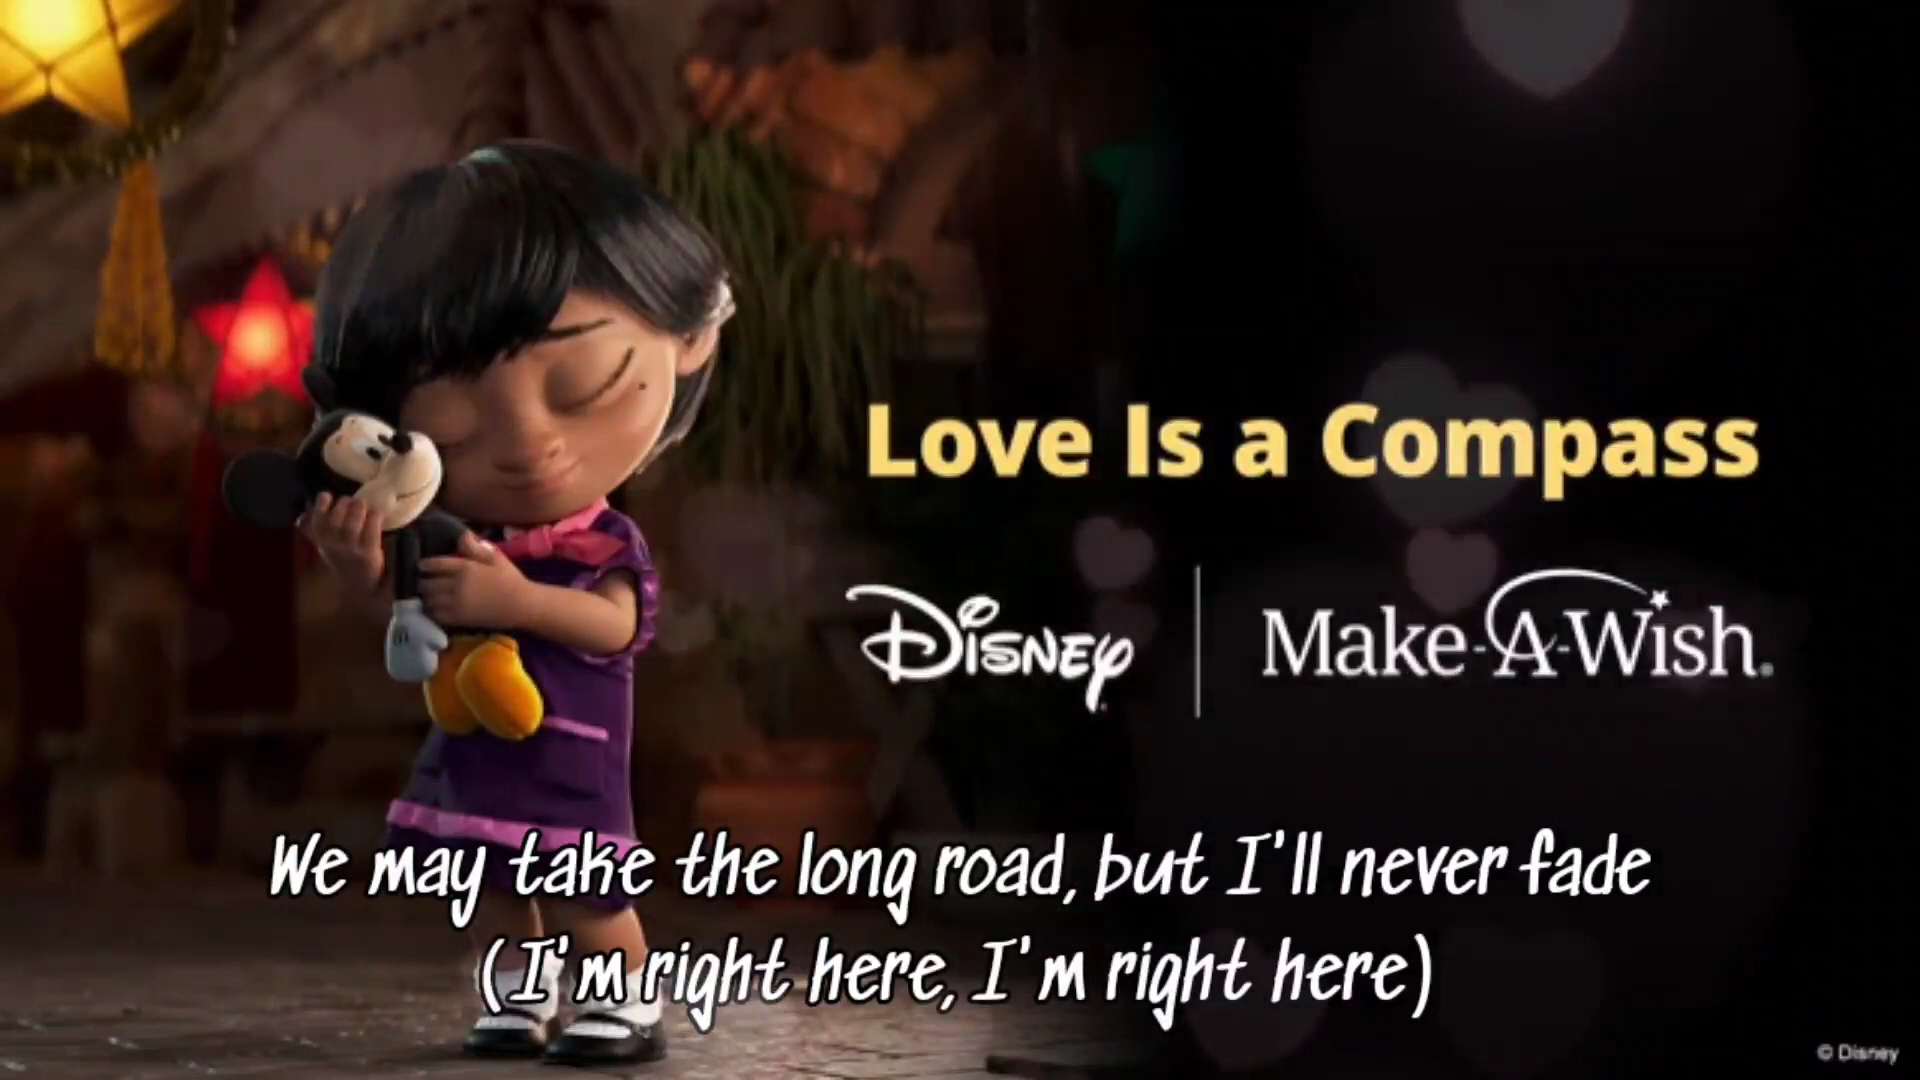 Love Is a Compass
Disney
Make-A-Wish.
We may take the long road, but I'll never fade
(I'm right here, I'm right here)
© Disney